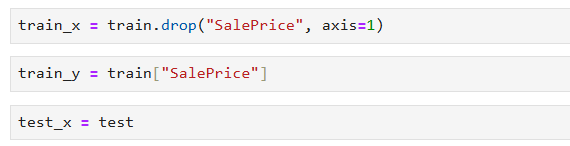 train_x = train.drop("SalePrice", axis=1)
train_y = train["SalePrice"]
test_x = test